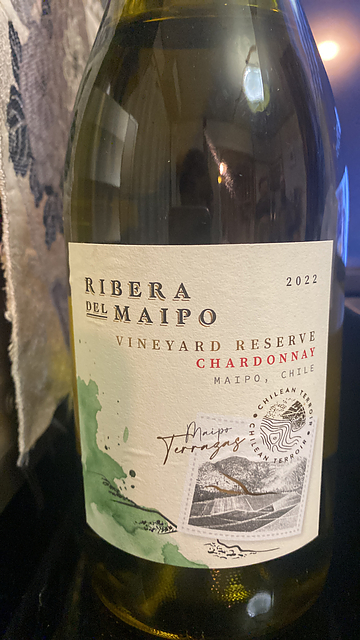 2022
RIBERA
DEL MAIPO
VINEYARD RESERVE
CHARDONNAY
MAIPO, CHILE
Maipo
Terrazas
CHILEAN TERROIR
CHILEAN TERROIR